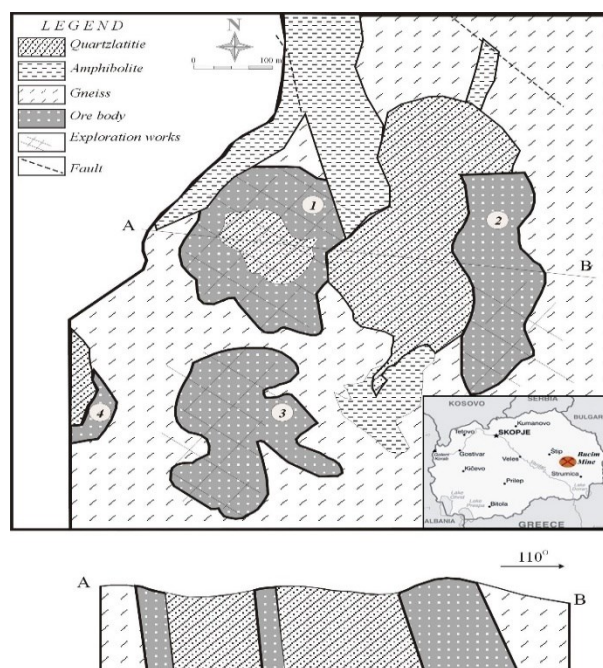 LEGEND
Quartzlatitie
Amphibolite
Gneiss
Ore body
Exploration works
Fault
N
0 100 m
1
2
A
B
3
4
KOSOVO
SERBIA
BULGAR
Kumanovo
Tetovo
SKOPJE
Gostivar
Veles
Štip
Bucim
Mine
Kičevo
Strumica
Prilep
Bitola
ALBANIA
GREECE
110°
A
B